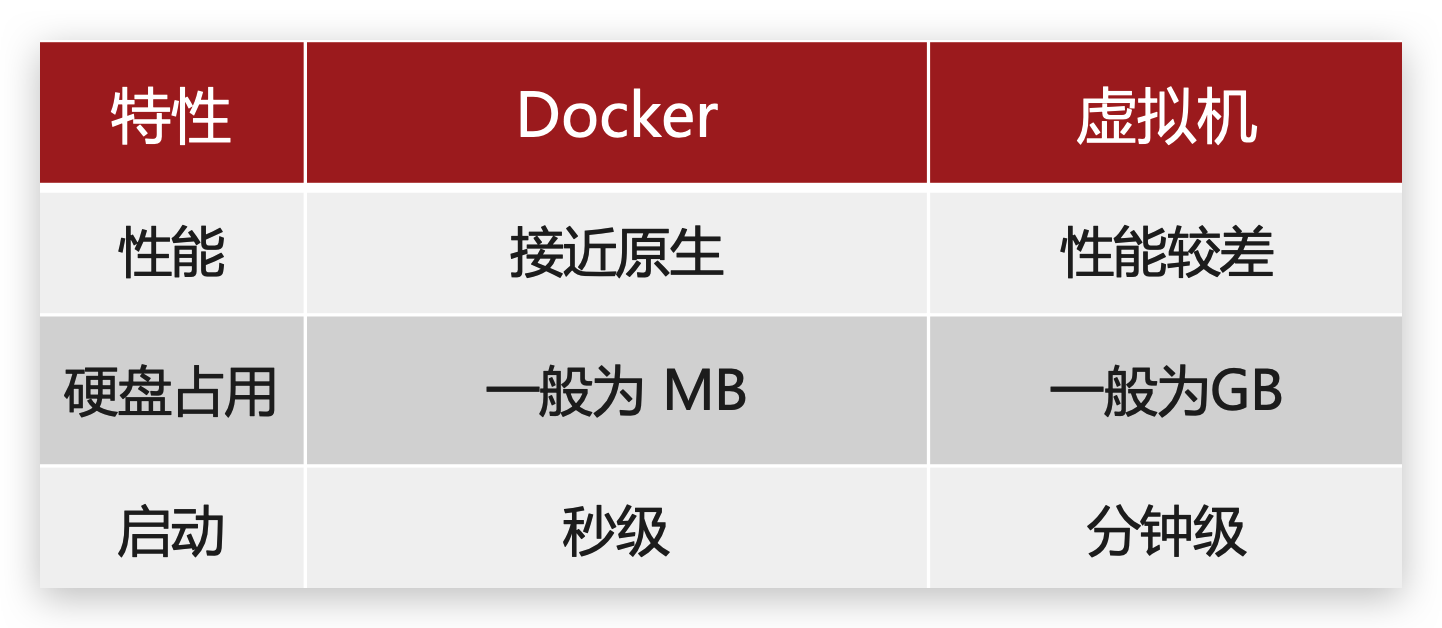 特性 Docker 虚拟机
性能 接近原生 性能较差
硬盘占用 一般为 MB 一般为GB
启动 秒级 分钟级